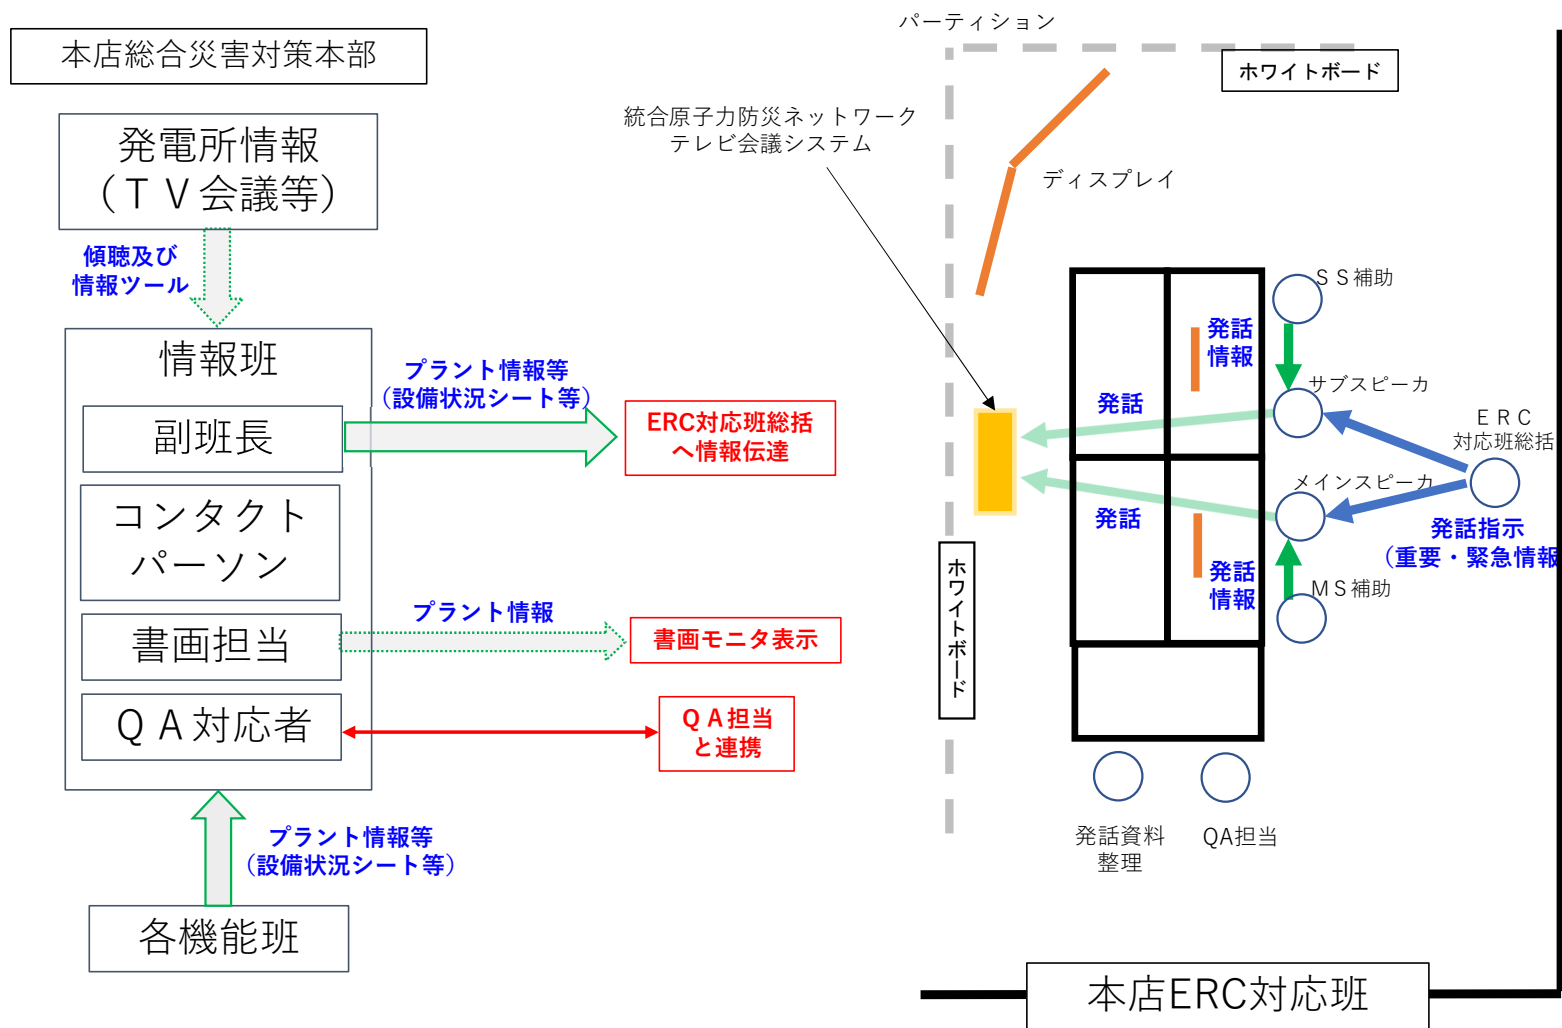 本店総合災害対策本部
発電所情報
（ＴＶ会議等）
傾聴及び
情報ツール
情報班
副班長
コンタクト
パーソン
書画担当
ＱＡ対応者
プラント情報等
（設備状況シート等）
ERC対応班総括
へ情報伝達
プラント情報
書画モニタ表示
ＱＡ担当
と連携
プラント情報等
（設備状況シート等）
各機能班
パーティション
ホワイトボード
統合原子力防災ネットワーク
テレビ会議システム
ディスプレイ
ＳＳ補助
発話
情報
サブスピーカ
発話
ＥＲＣ
対応班総括
メインスピーカ
発話
発話指示
（重要・緊急情報
発話
情報
ＭＳ補助
ホワイトボード
発話資料
整理
QA担当
本店ERC対応班